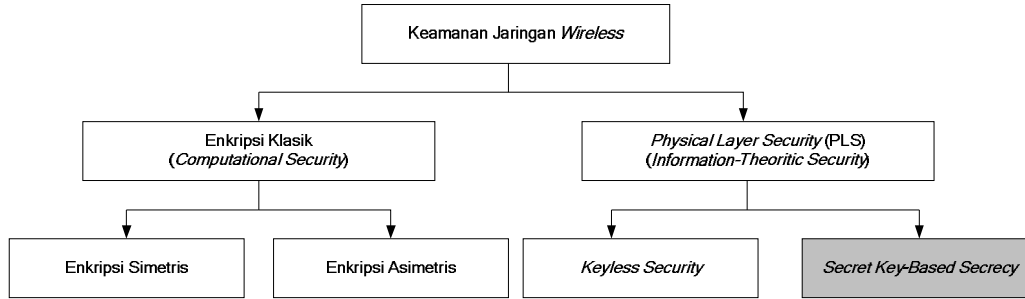 Keamanan Jaringan Wireless
Enkripsi Klasik
(Computational Security)
Physical Layer Security (PLS)
(Information-Theoritic Security)
Enkripsi Simetris
Enkripsi Asimetris
Keyless Security
Secret Key-Based Secrecy